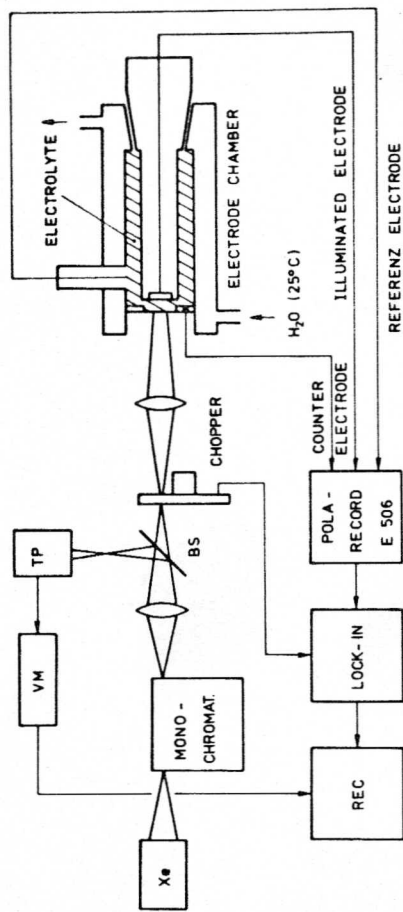 Xe
MONO -
CHROMAT.
VM
TP
BS
CHOPPER
ELECTROLYTE
ELECTRODE CHAMBER
H₂O (25°C)
COUNTER
ELECTRODE
ILLUMINATED ELECTRODE
REFERENZ ELECTRODE
REC
LOCK-IN
POLA -
RECORD
E 506